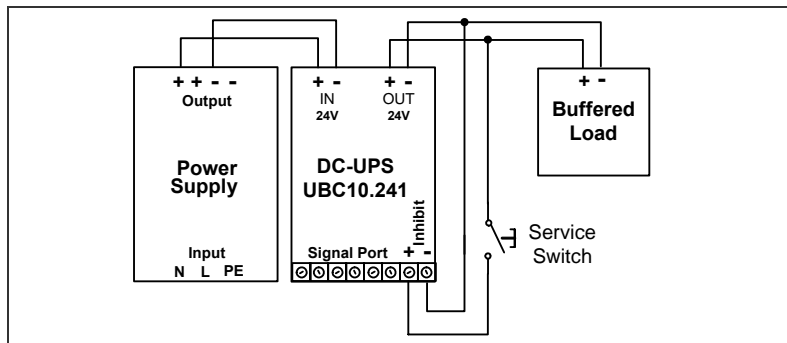 + + - -
Output
Power
Supply
Input
N L PE
+ -
IN
24V
+ -
OUT
24V
DC-UPS
UBC10.241
Inhibit
Signal Port
+ -
+ -
Buffered
Load
Service
Switch